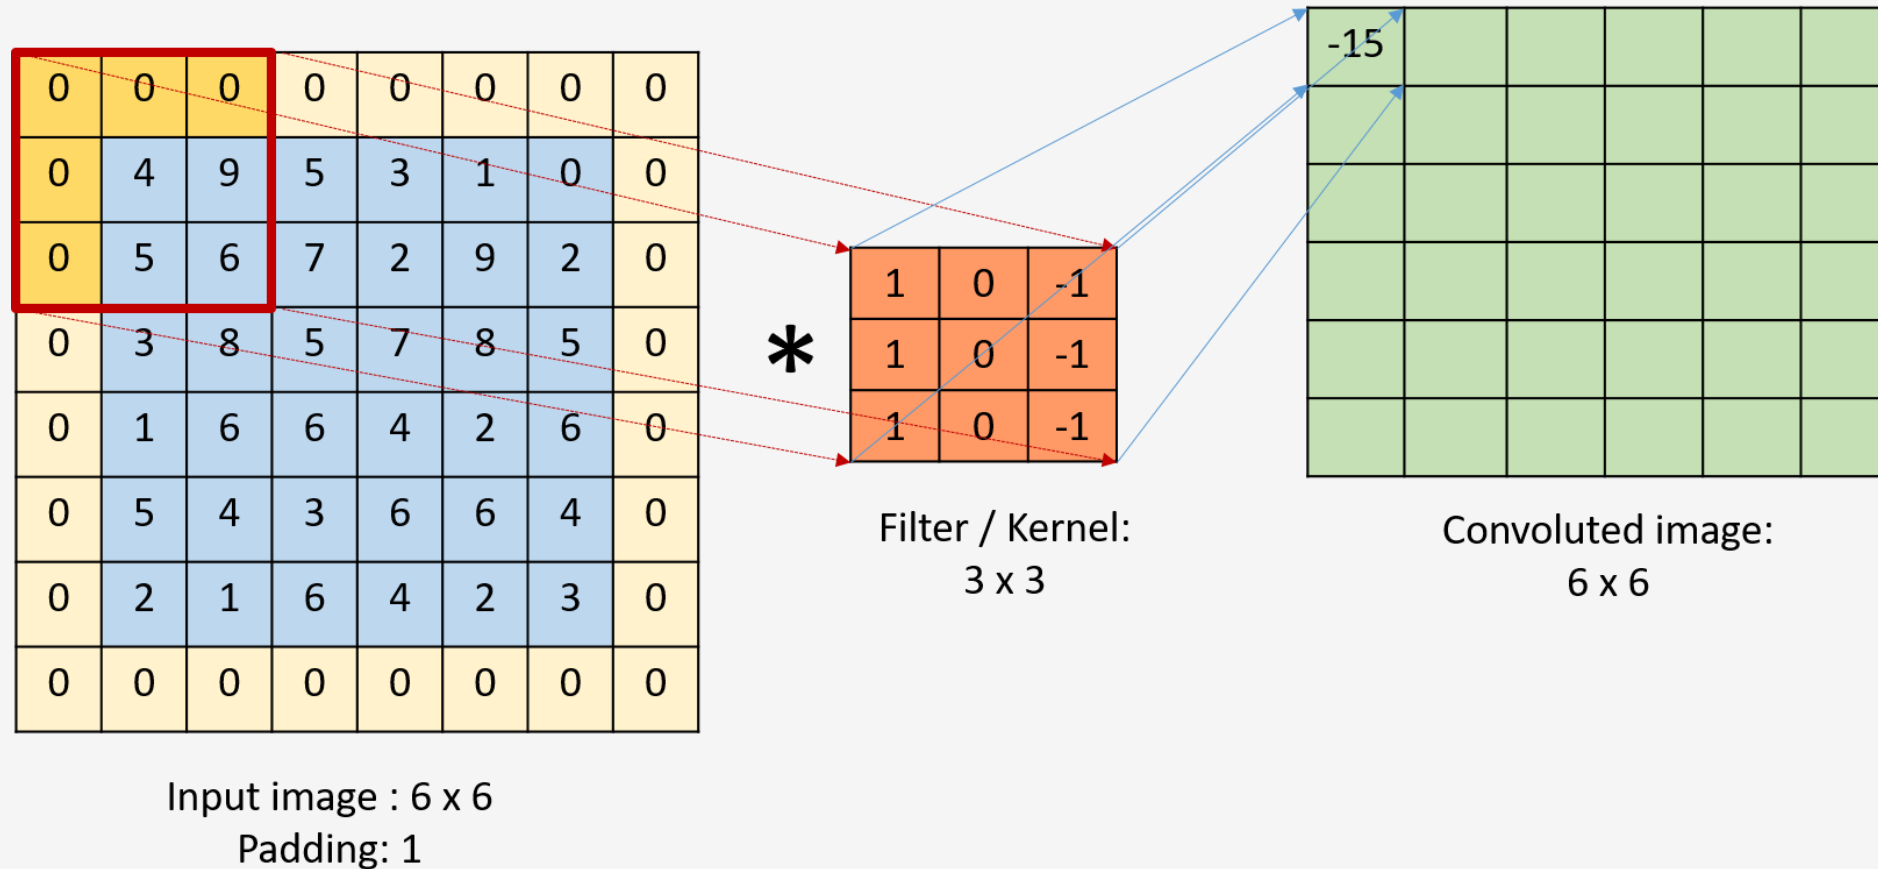 0 0 0 0 0 0 0 0
0 4 9 5 3 1 0 0
0 5 6 7 2 9 2 0
0 3 8 5 7 8 5 0
0 1 6 6 4 2 6 0
0 5 4 3 6 6 4 0
0 2 1 6 4 2 3 0
0 0 0 0 0 0 0 0
Input image : 6 x 6
Padding: 1
*
1 0 -1
1 0 -1
1 0 -1
Filter / Kernel:
3 x 3
-15
Convoluted image:
6 x 6